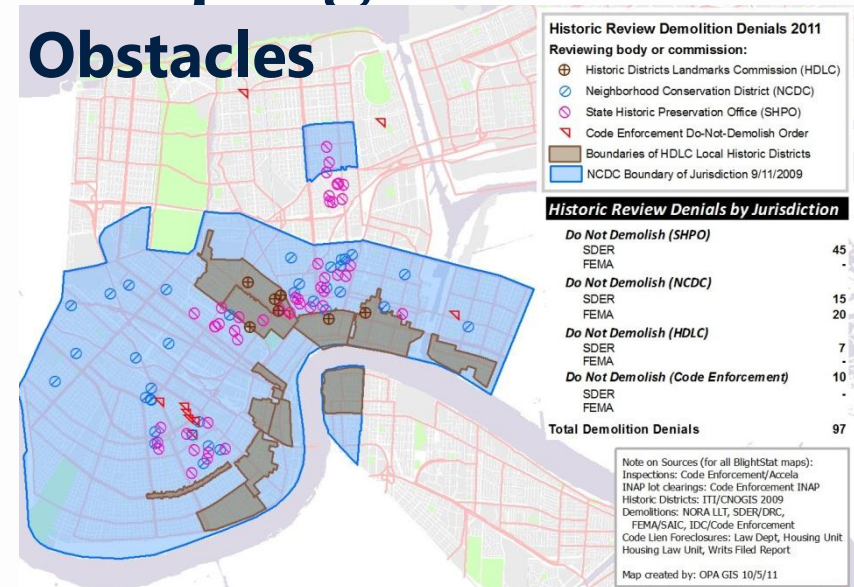 Obstacles
Historic Review Demolition Denials 2011
Reviewing body or commission:
Historic Districts Landmarks Commission (HDLC)
Neighborhood Conservation District (NCDC)
State Historic Preservation Office (SHPO)
Code Enforcement Do-Not-Demolish Order
Boundaries of HDLC Local Historic Districts
NCDC Boundary of Jurisdiction 9/11/2009
Historic Review Denials by Jurisdiction
Do Not Demolish (SHPO)
SDER 45
FEMA -
Do Not Demolish (NCDC)
SDER 15
FEMA 20
Do Not Demolish (HDLC)
SDER 7
FEMA -
Do Not Demolish (Code Enforcement) 10
SDER -
FEMA
Total Demolition Denials 97
Note on Sources (for all BlightStat maps):
Inspections: Code Enforcement/Accela
INAP lot clearings: Code Enforcement INAP
Historic Districts: ITI/CNOGIS 2009
Demolitions: NORA LLT, SDER/DRC,
FEMA/SAIC, IDC/Code Enforcement
Code Lien Foreclosures: Law Dept, Housing Unit
Housing Law Unit, Writs Filed Report
Map created by: OPA GIS 10/5/11